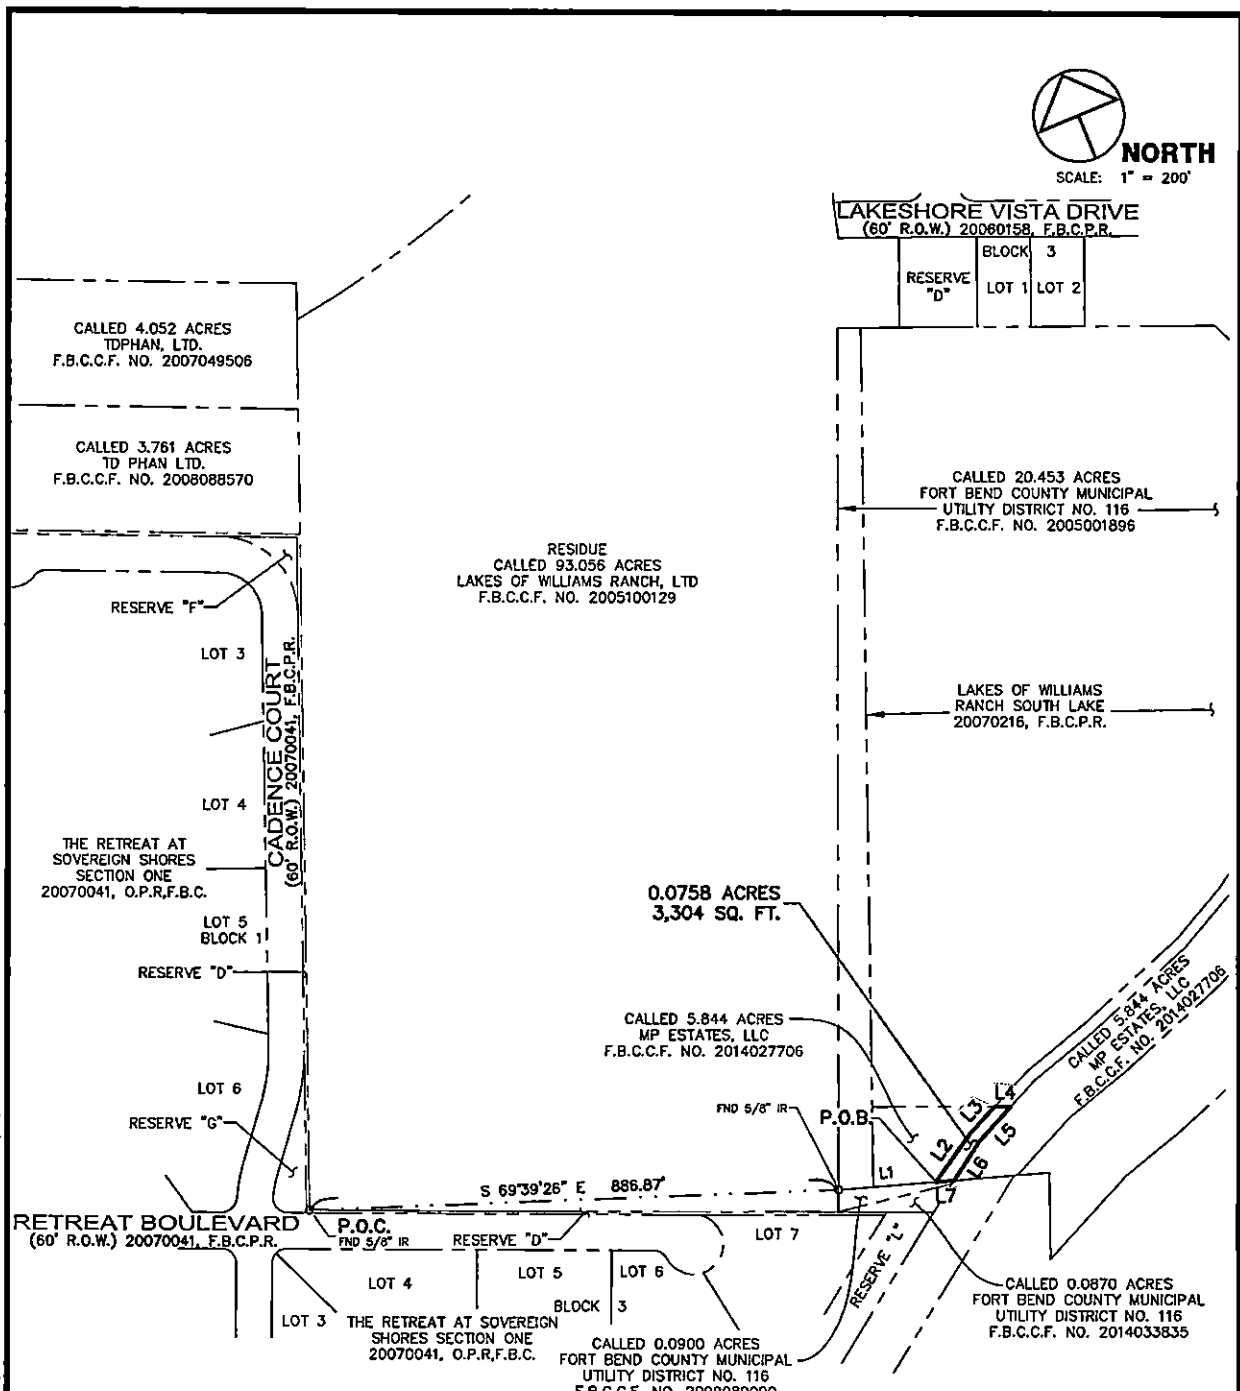 NORTH
SCALE: 1" = 200'
LAKESHORE VISTA DRIVE
(60' R.O.W.) 20060158, F.B.C.P.R.
BLOCK 3
RESERVE
"D"
LOT 1
LOT 2
CALLED 4.052 ACRES
TDPHAN, LTD.
F.B.C.C.F. NO. 2007049506
CALLED 3.761 ACRES
TD PHAN LTD.
F.B.C.C.F. NO. 2008088570
CALLED 20.453 ACRES
FORT BEND COUNTY MUNICIPAL
UTILITY DISTRICT NO. 116
F.B.C.C.F. NO. 2005001896
RESIDUE
CALLED 93.056 ACRES
LAKES OF WILLIAMS RANCH, LTD
F.B.C.C.F. NO. 2005100129
RESERVE "F"
LOT 3
CADENCE COURT
(60' R.O.W.) 20070041, F.B.C.P.R.
LAKES OF WILLIAMS
RANCH SOUTH LAKE
20070216, F.B.C.P.R.
LOT 4
THE RETREAT AT
SOVEREIGN SHORES
SECTION ONE
20070041, O.P.R,F.B.C.
0.0758 ACRES
3,304 SQ. FT.
LOT 5
BLOCK 1
RESERVE "D"
CALLED 5.844 ACRES
MP ESTATES, LLC
F.B.C.C.F. NO. 2014027706
CALLED 5.844 ACRES
MP ESTATES, LLC
F.B.C.C.F. NO. 2014027706
LOT 6
RESERVE "G"
FND 5/8" IR
P.O.B.
L3
L4
L5
L2
L6
L1
L7
S 69°39'26" E 886.87'
RETREAT BOULEVARD
(60' R.O.W.) 20070041, F.B.C.P.R.
P.O.C.
FND 5/8" IR
RESERVE "D"
LOT 7
RESERVE "L"
LOT 4
LOT 5
LOT 6
BLOCK 3
LOT 3
THE RETREAT AT SOVEREIGN
SHORES SECTION ONE
20070041, O.P.R,F.B.C.
CALLED 0.0870 ACRES
FORT BEND COUNTY MUNICIPAL
UTILITY DISTRICT NO. 116
F.B.C.C.F. NO. 2014033835
CALLED 0.0900 ACRES
FORT BEND COUNTY MUNICIPAL
UTILITY DISTRICT NO. 116
F.B.C.C.F. NO.